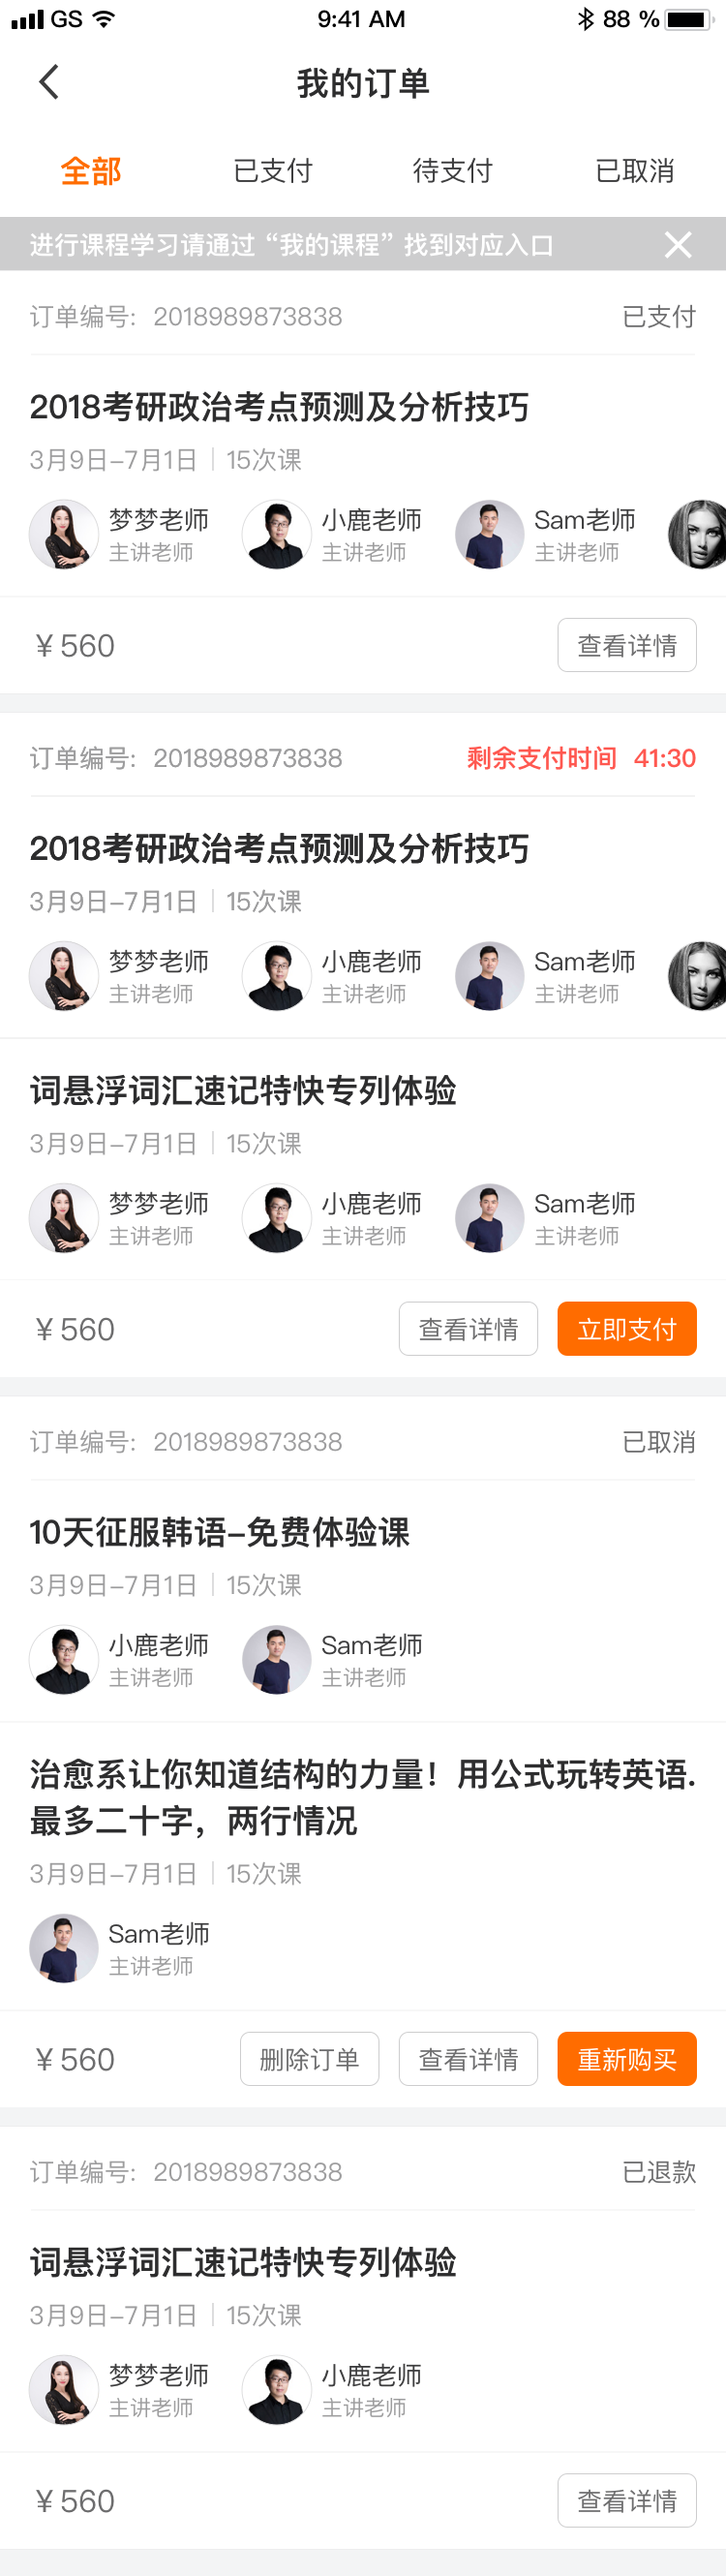 GS 9:41 AM 88 %
我的订单
全部 已支付 待支付 已取消
进行课程学习请通过“我的课程”找到对应入口
订单编号: 2018989873838 已支付
2018考研政治考点预测及分析技巧
3月9日-7月1日 15次课
梦梦老师 小鹿老师 Sam老师
主讲老师 主讲老师 主讲老师
¥ 560 查看详情
订单编号: 2018989873838 剩余支付时间 41:30
2018考研政治考点预测及分析技巧
3月9日-7月1日 15次课
梦梦老师 小鹿老师 Sam老师
主讲老师 主讲老师 主讲老师
词悬浮词汇速记特快专列体验
3月9日-7月1日 15次课
梦梦老师 小鹿老师 Sam老师
主讲老师 主讲老师 主讲老师
¥ 560 查看详情 立即支付
订单编号: 2018989873838 已取消
10天征服韩语-免费体验课
3月9日-7月1日 15次课
小鹿老师 Sam老师
主讲老师 主讲老师
治愈系让你知道结构的力量！用公式玩转英语.
最多二十字，两行情况
3月9日-7月1日 15次课
Sam老师
主讲老师
¥ 560 删除订单 查看详情 重新购买
订单编号: 2018989873838 已退款
词悬浮词汇速记特快专列体验
3月9日-7月1日 15次课
梦梦老师 小鹿老师
主讲老师 主讲老师
¥ 560 查看详情